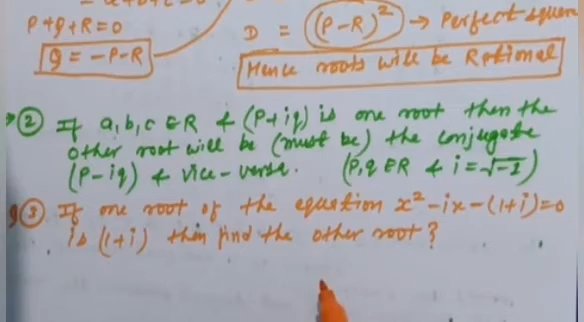 P+q+R=0
D = (P-R)² → Perfect square
q = -P-R
Hence roots will be Rational
② If a, b, c ∈ R & (P+iq) is one root then the
other root will be (must be) the conjugate
(P-iq) & vice-versa. (P,q ∈R & i=√-1)
③ If one root of the equation x²-ix-(1+i)=0
is (1+i) then find the other root?